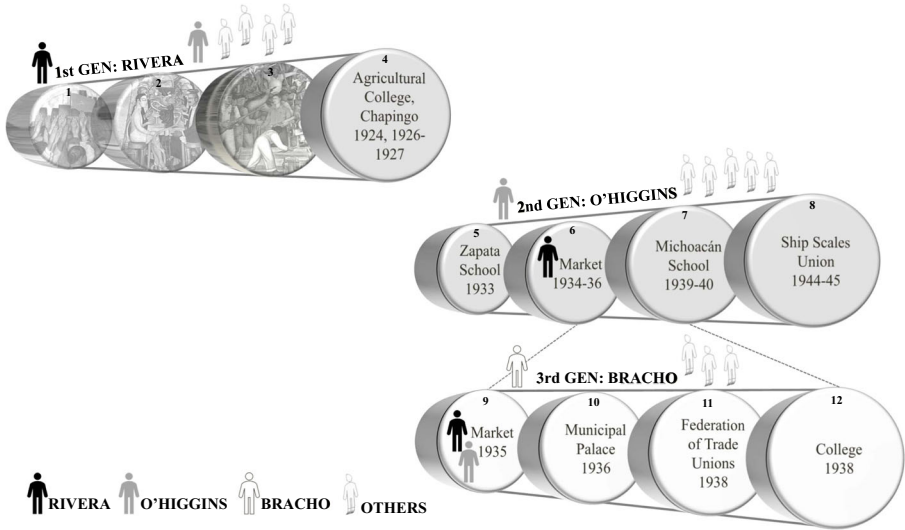 1st GEN: RIVERA
1
2
3
4
Agricultural
College,
Chapingo
1924, 1926-
1927
2nd GEN: O’HIGGINS
5
Zapata
School
1933
6
Market
1934-36
7
Michoacán
School
1939-40
8
Ship Scales
Union
1944-45
3rd GEN: BRACHO
9
Market
1935
10
Municipal
Palace
1936
11
Federation
of Trade
Unions
1938
12
College
1938
RIVERA O’HIGGINS BRACHO OTHERS